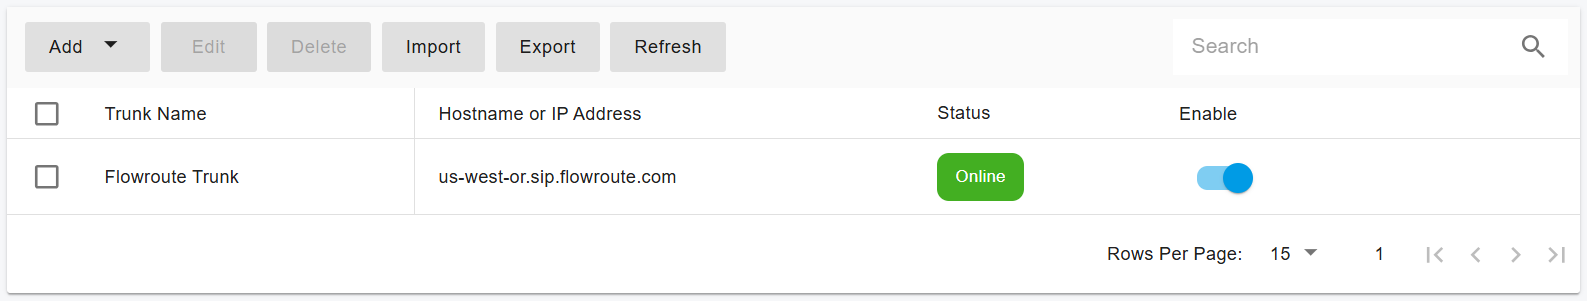 Add Edit Delete Import Export Refresh Search
Trunk Name Hostname or IP Address Status Enable
Flowroute Trunk us-west-or.sip.flowroute.com Online
Rows Per Page: 15 1